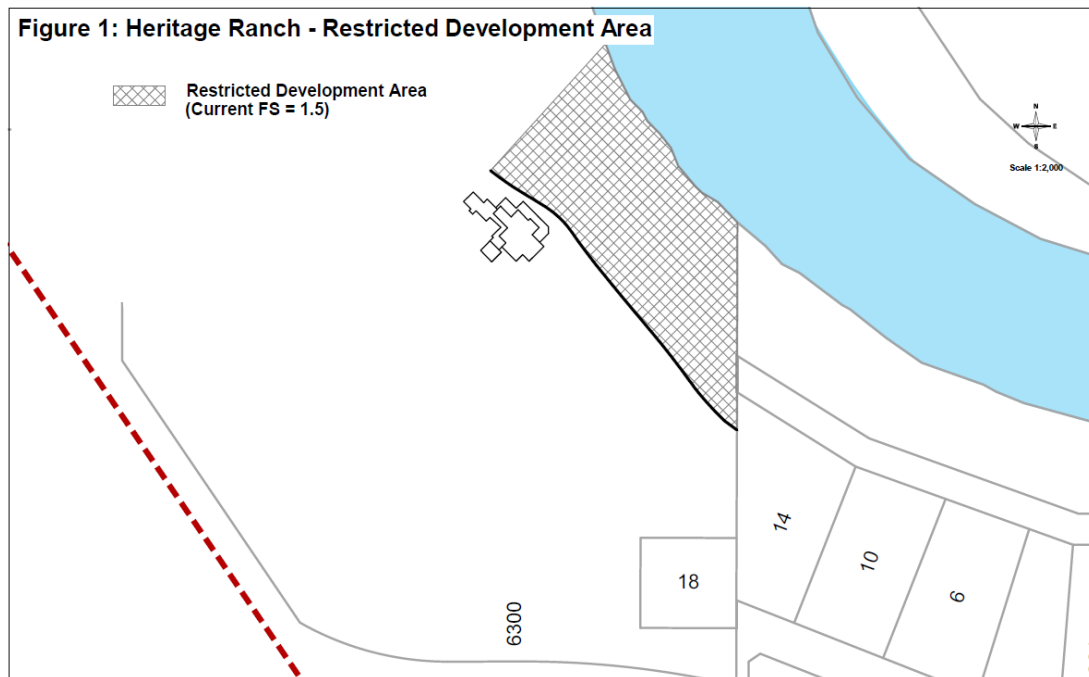 Figure 1: Heritage Ranch - Restricted Development Area
Restricted Development Area
(Current FS = 1.5)
N
W E
S
Scale 1:2,000
14
10
6
18
6300